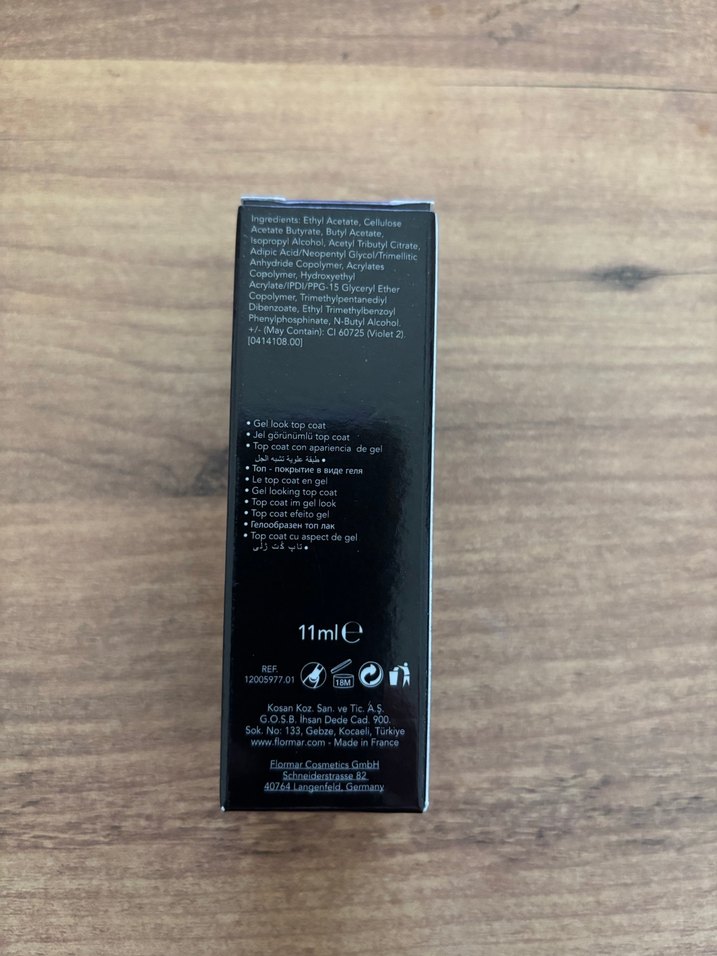 Ingredients: Ethyl Acetate, Cellulose
Acetate Butyrate, Butyl Acetate,
Isopropyl Alcohol, Acetyl Tributyl Citrate,
Adipic Acid/Neopentyl Glycol/Trimellitic
Anhydride Copolymer, Acrylates
Copolymer, Hydroxyethyl
Acrylate/IPDI/PPG-15 Glyceryl Ether
Copolymer, Trimethylpentanediyl
Dibenzoate, Ethyl Trimethylbenzoyl
Phenylphosphinate, N-Butyl Alcohol.
+/- (May Contain): CI 60725 (Violet 2).
[0414108.00]
• Gel look top coat
• Jel görünümlü top coat
• Top coat con apariencia de gel
• طبقة علوية تشبه الجل
• Топ - покрытие в виде геля
• Le top coat en gel
• Gel looking top coat
• Top coat im gel look
• Top coat efeito gel
• Гелообразен топ лак
• Top coat cu aspect de gel
• تاپ کت ژلی
11ml ℮
REF.
12005977.01
18M
Kosan Koz. San. ve Tic. A.Ş.
G.O.S.B. İhsan Dede Cad. 900.
Sok. No: 133, Gebze, Kocaeli, Türkiye
www.flormar.com - Made in France
Flormar Cosmetics GmbH
Schneiderstrasse 82
40764 Langenfeld, Germany